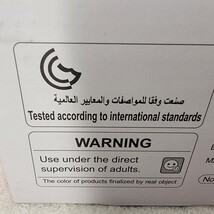 صنعت وفقا للمواصفات والمعايير العالمية
Tested according to international standards
WARNING
Use under the direct
supervision of adults.
The color of products finalized by real object